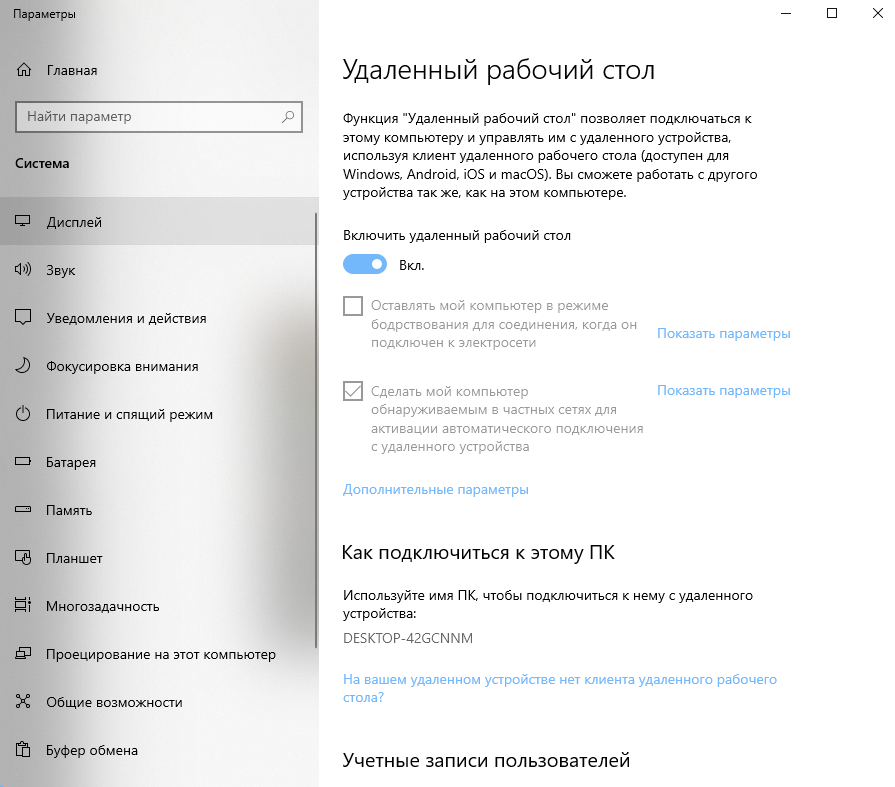 Параметры
Главная
Найти параметр
Система
Дисплей
Звук
Уведомления и действия
Фокусировка внимания
Питание и спящий режим
Батарея
Память
Планшет
Многозадачность
Проецирование на этот компьютер
Общие возможности
Буфер обмена
Удаленный рабочий стол
Функция "Удаленный рабочий стол" позволяет подключаться к
этому компьютеру и управлять им с удаленного устройства,
используя клиент удаленного рабочего стола (доступен для
Windows, Android, iOS и macOS). Вы сможете работать с другого
устройства так же, как на этом компьютере.
Включить удаленный рабочий стол
Вкл.
Оставлять мой компьютер в режиме
бодрствования для соединения, когда он
подключен к электросети
Показать параметры
Сделать мой компьютер
обнаруживаемым в частных сетях для
активации автоматического подключения
с удаленного устройства
Показать параметры
Дополнительные параметры
Как подключиться к этому ПК
Используйте имя ПК, чтобы подключиться к нему с удаленного
устройства:
DESKTOP-42GCNNM
На вашем удаленном устройстве нет клиента удаленного рабочего
стола?
Учетные записи пользователей